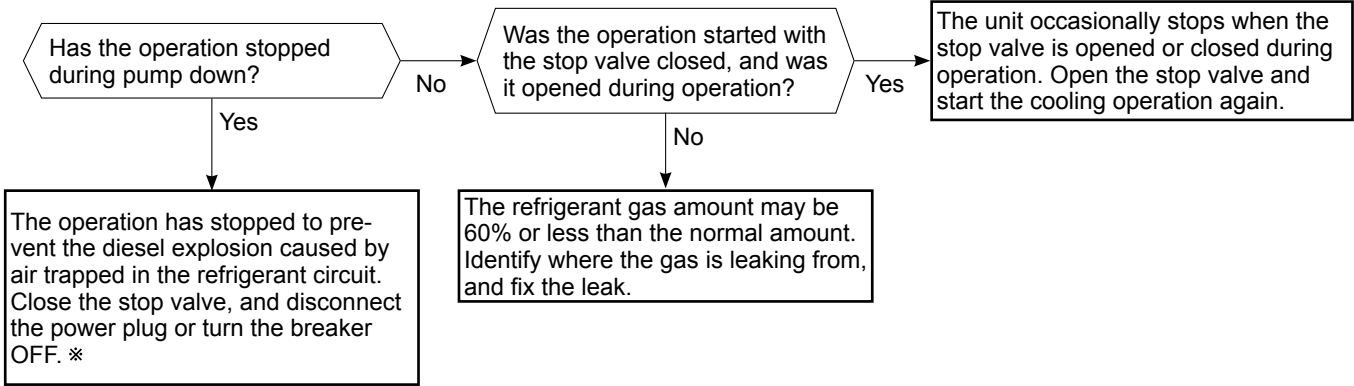 Has the operation stopped
during pump down?
No
Yes
Was the operation started with
the stop valve closed, and was
it opened during operation?
Yes
No
The unit occasionally stops when the
stop valve is opened or closed during
operation. Open the stop valve and
start the cooling operation again.
The operation has stopped to pre-
vent the diesel explosion caused by
air trapped in the refrigerant circuit.
Close the stop valve, and disconnect
the power plug or turn the breaker
OFF. ※
The refrigerant gas amount may be
60% or less than the normal amount.
Identify where the gas is leaking from,
and fix the leak.